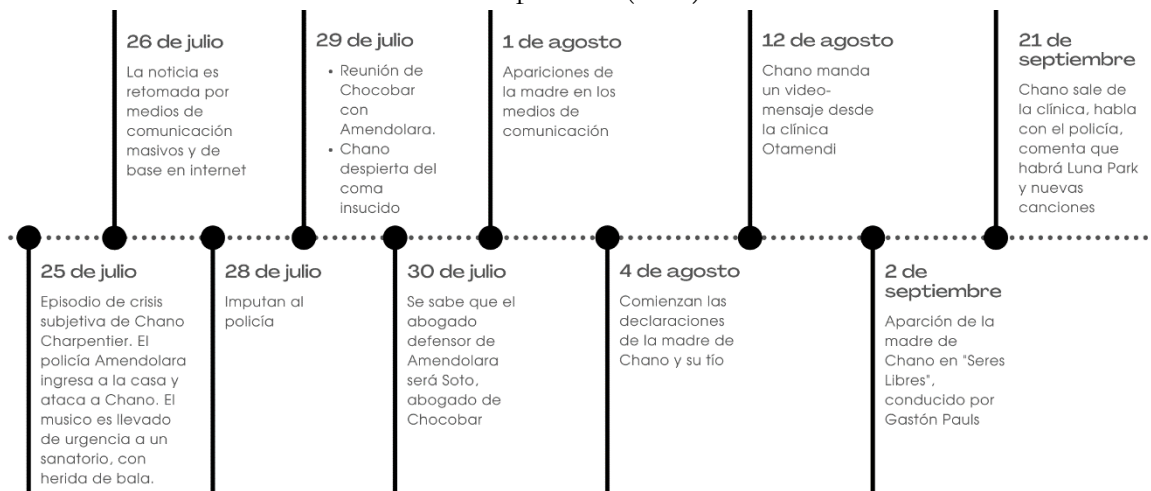 26 de julio
La noticia es
retomada por
medios de
comunicación
masivos y de
base en internet
29 de julio
• Reunión de
Chocobar
con
Amendolara.
• Chano
despierta del
coma
insucido
1 de agosto
Apariciones de
la madre en los
medios de
comunicación
12 de agosto
Chano manda
un video-
mensaje desde
la clínica
Otamendi
21 de
septiembre
Chano sale de
la clínica, habla
con el policía,
comenta que
habrá Luna Park
y nuevas
canciones
25 de julio
Episodio de crisis
subjetiva de Chano
Charpentier. El
policía Amendolara
ingresa a la casa y
ataca a Chano. El
musico es llevado
de urgencia a un
sanatorio, con
herida de bala.
28 de julio
Imputan al
policía
30 de julio
Se sabe que el
abogado
defensor de
Amendolara
será Soto,
abogado de
Chocobar
4 de agosto
Comienzan las
declaraciones
de la madre de
Chano y su tío
2 de
septiembre
Aparción de la
madre de
Chano en "Seres
Libres",
conducido por
Gastón Pauls